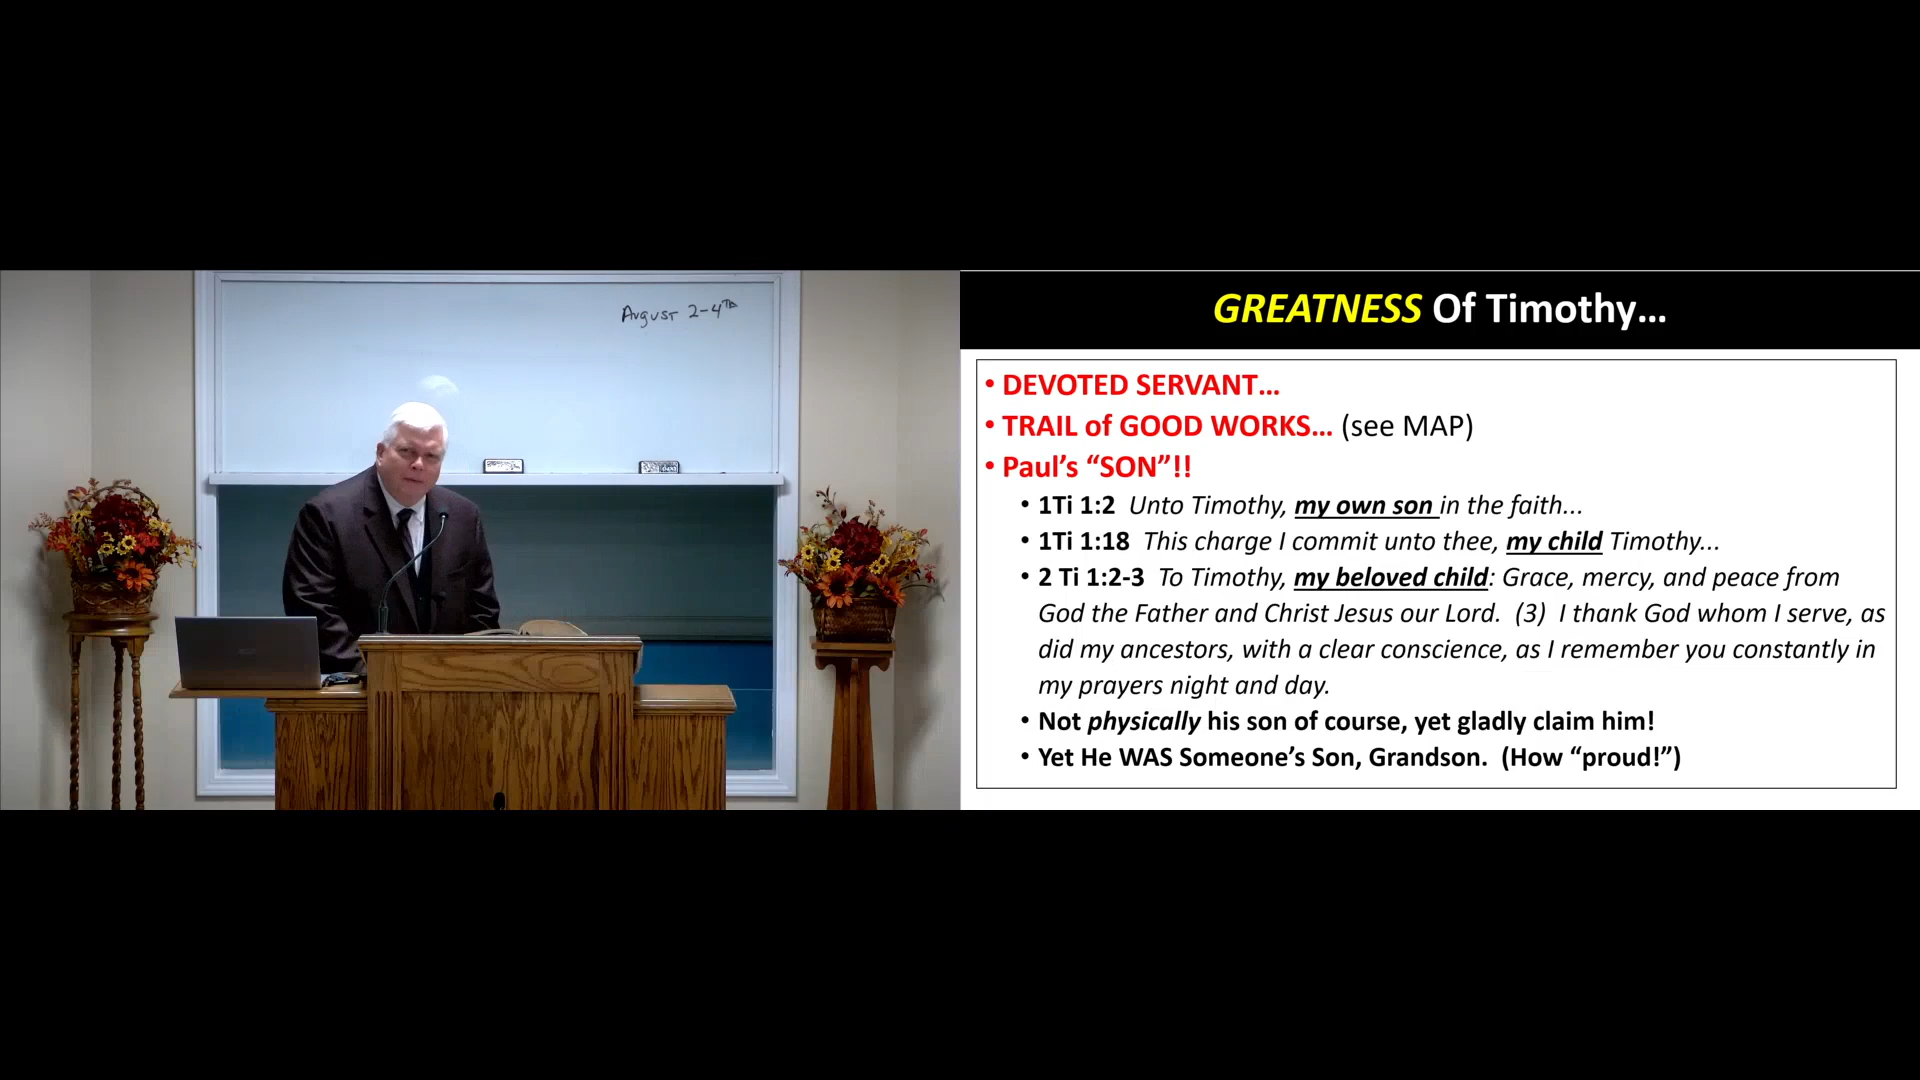 August 2-4th
GREATNESS Of Timothy...
• DEVOTED SERVANT...
• TRAIL of GOOD WORKS... (see MAP)
• Paul's “SON”!!
• 1Ti 1:2 Unto Timothy, my own son in the faith...
• 1Ti 1:18 This charge I commit unto thee, my child Timothy...
• 2 Ti 1:2-3 To Timothy, my beloved child: Grace, mercy, and peace from
God the Father and Christ Jesus our Lord. (3) I thank God whom I serve, as
did my ancestors, with a clear conscience, as I remember you constantly in
my prayers night and day.
• Not physically his son of course, yet gladly claim him!
• Yet He WAS Someone's Son, Grandson. (How “proud!”)